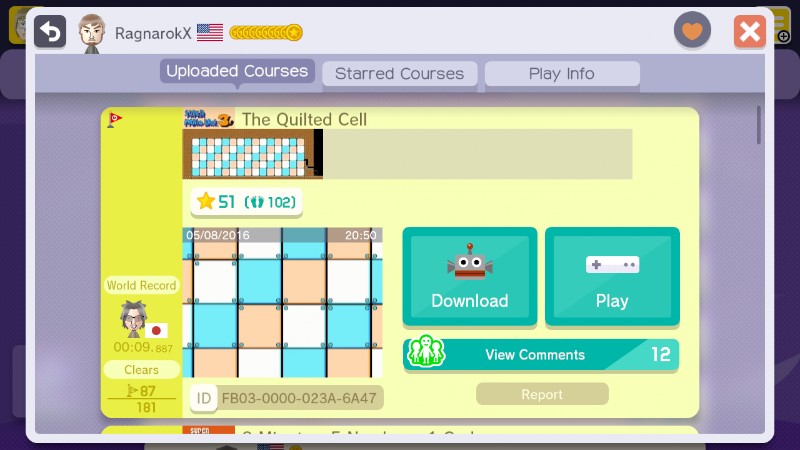 RagnarokX
Uploaded Courses
Starred Courses
Play Info
The Quilted Cell
51 (102)
05/08/2016 20:50
World Record
00:09.887
Clears
87
181
Download
Play
View Comments 12
ID FB03-0000-023A-6A47
Report